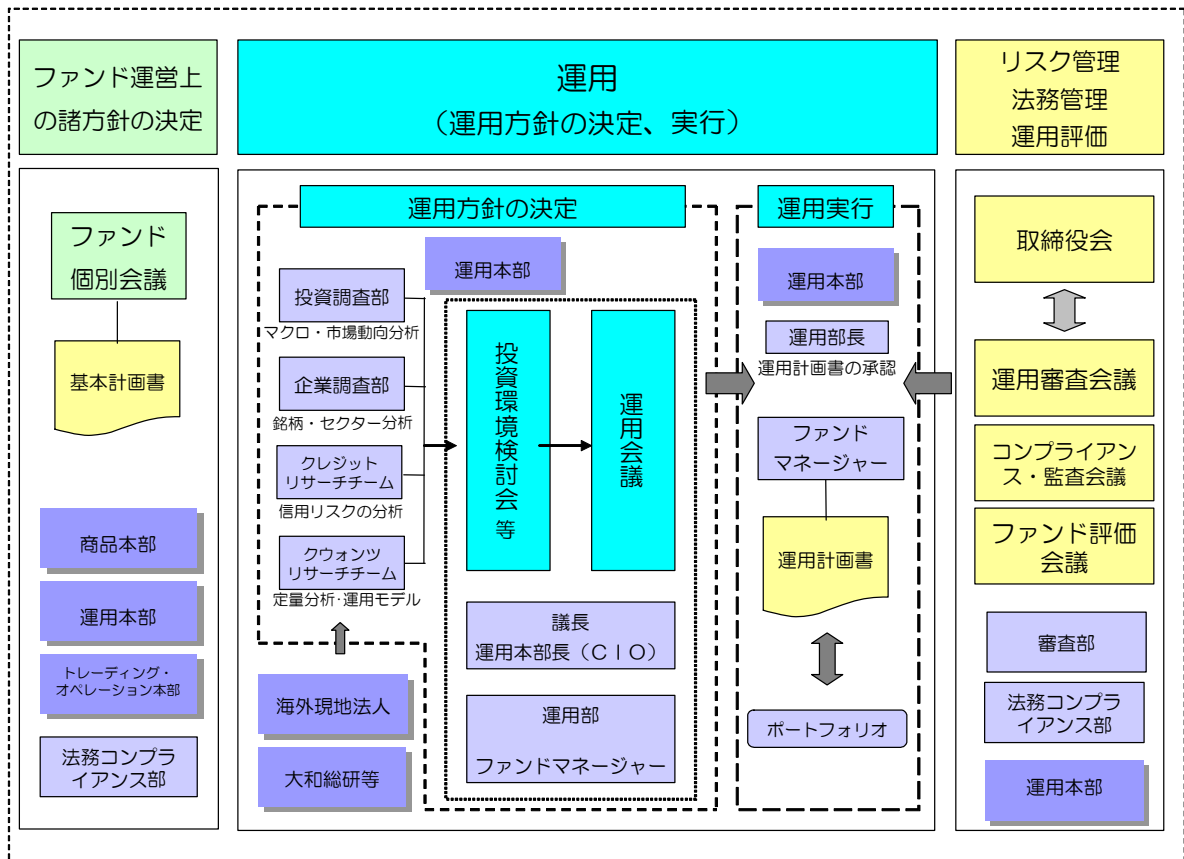 ファンド運営上
の諸方針の決定
運用
（運用方針の決定、実行）
リスク管理
法務管理
運用評価
ファンド
個別会議
基本計画書
商品本部
運用本部
トレーディング・
オペレーション本部
法務コンプラ
イアンス部
運用方針の決定
運用本部
投資調査部
マクロ・市場動向分析
企業調査部
銘柄・セクター分析
クレジット
リサーチチーム
信用リスクの分析
クウォンツ
リサーチチーム
定量分析・運用モデル
海外現地法人
大和総研等
投資環境検討会等
運用会議
議長
運用本部長（ＣＩＯ）
運用部
ファンドマネージャー
運用実行
運用本部
運用部長
運用計画書の承認
ファンド
マネージャー
運用計画書
ポートフォリオ
取締役会
運用審査会議
コンプライアン
ス・監査会議
ファンド評価
会議
審査部
法務コンプラ
イアンス部
運用本部